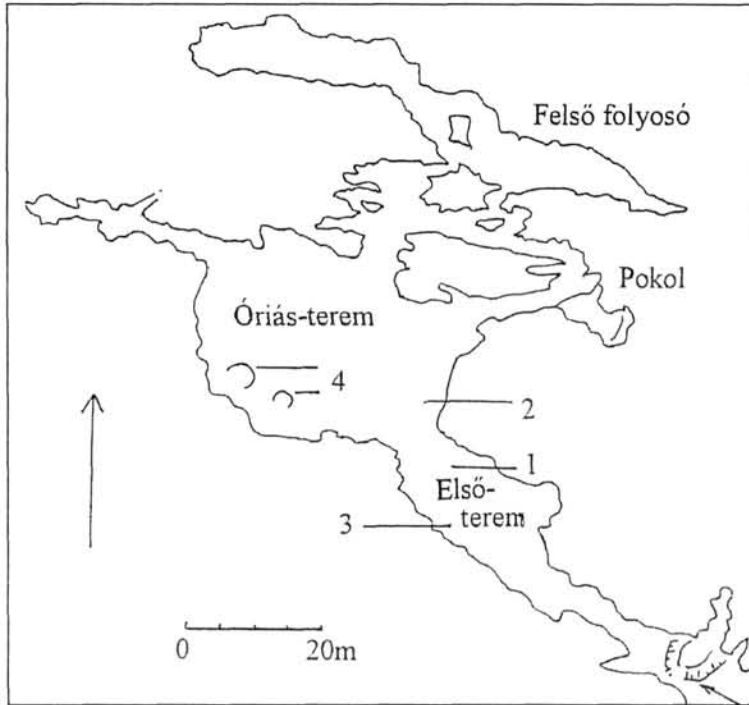 Felső folyosó
Pokol
Óriás-terem
4
2
1
Első-
terem
3
0 20m